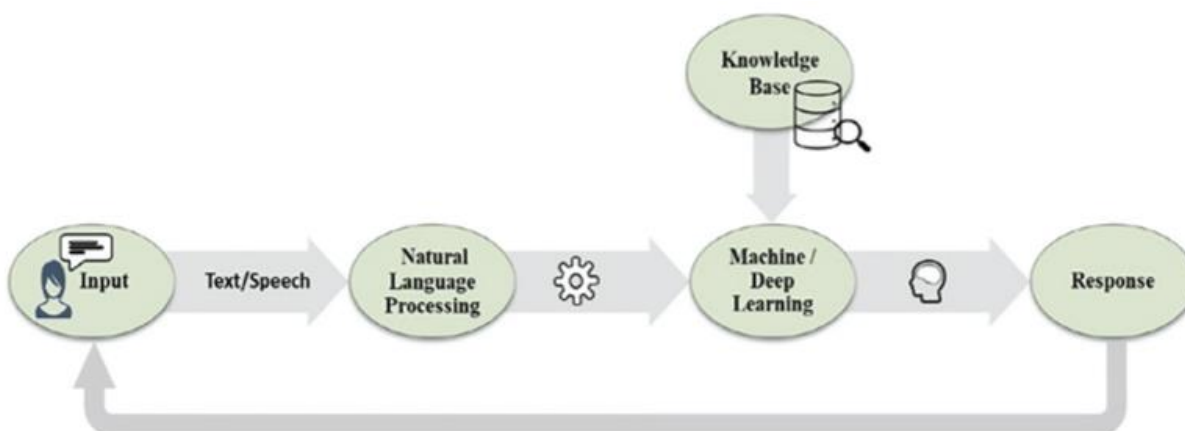 Knowledge
Base
Input
Text/Speech
Natural
Language
Processing
Machine /
Deep
Learning
Response